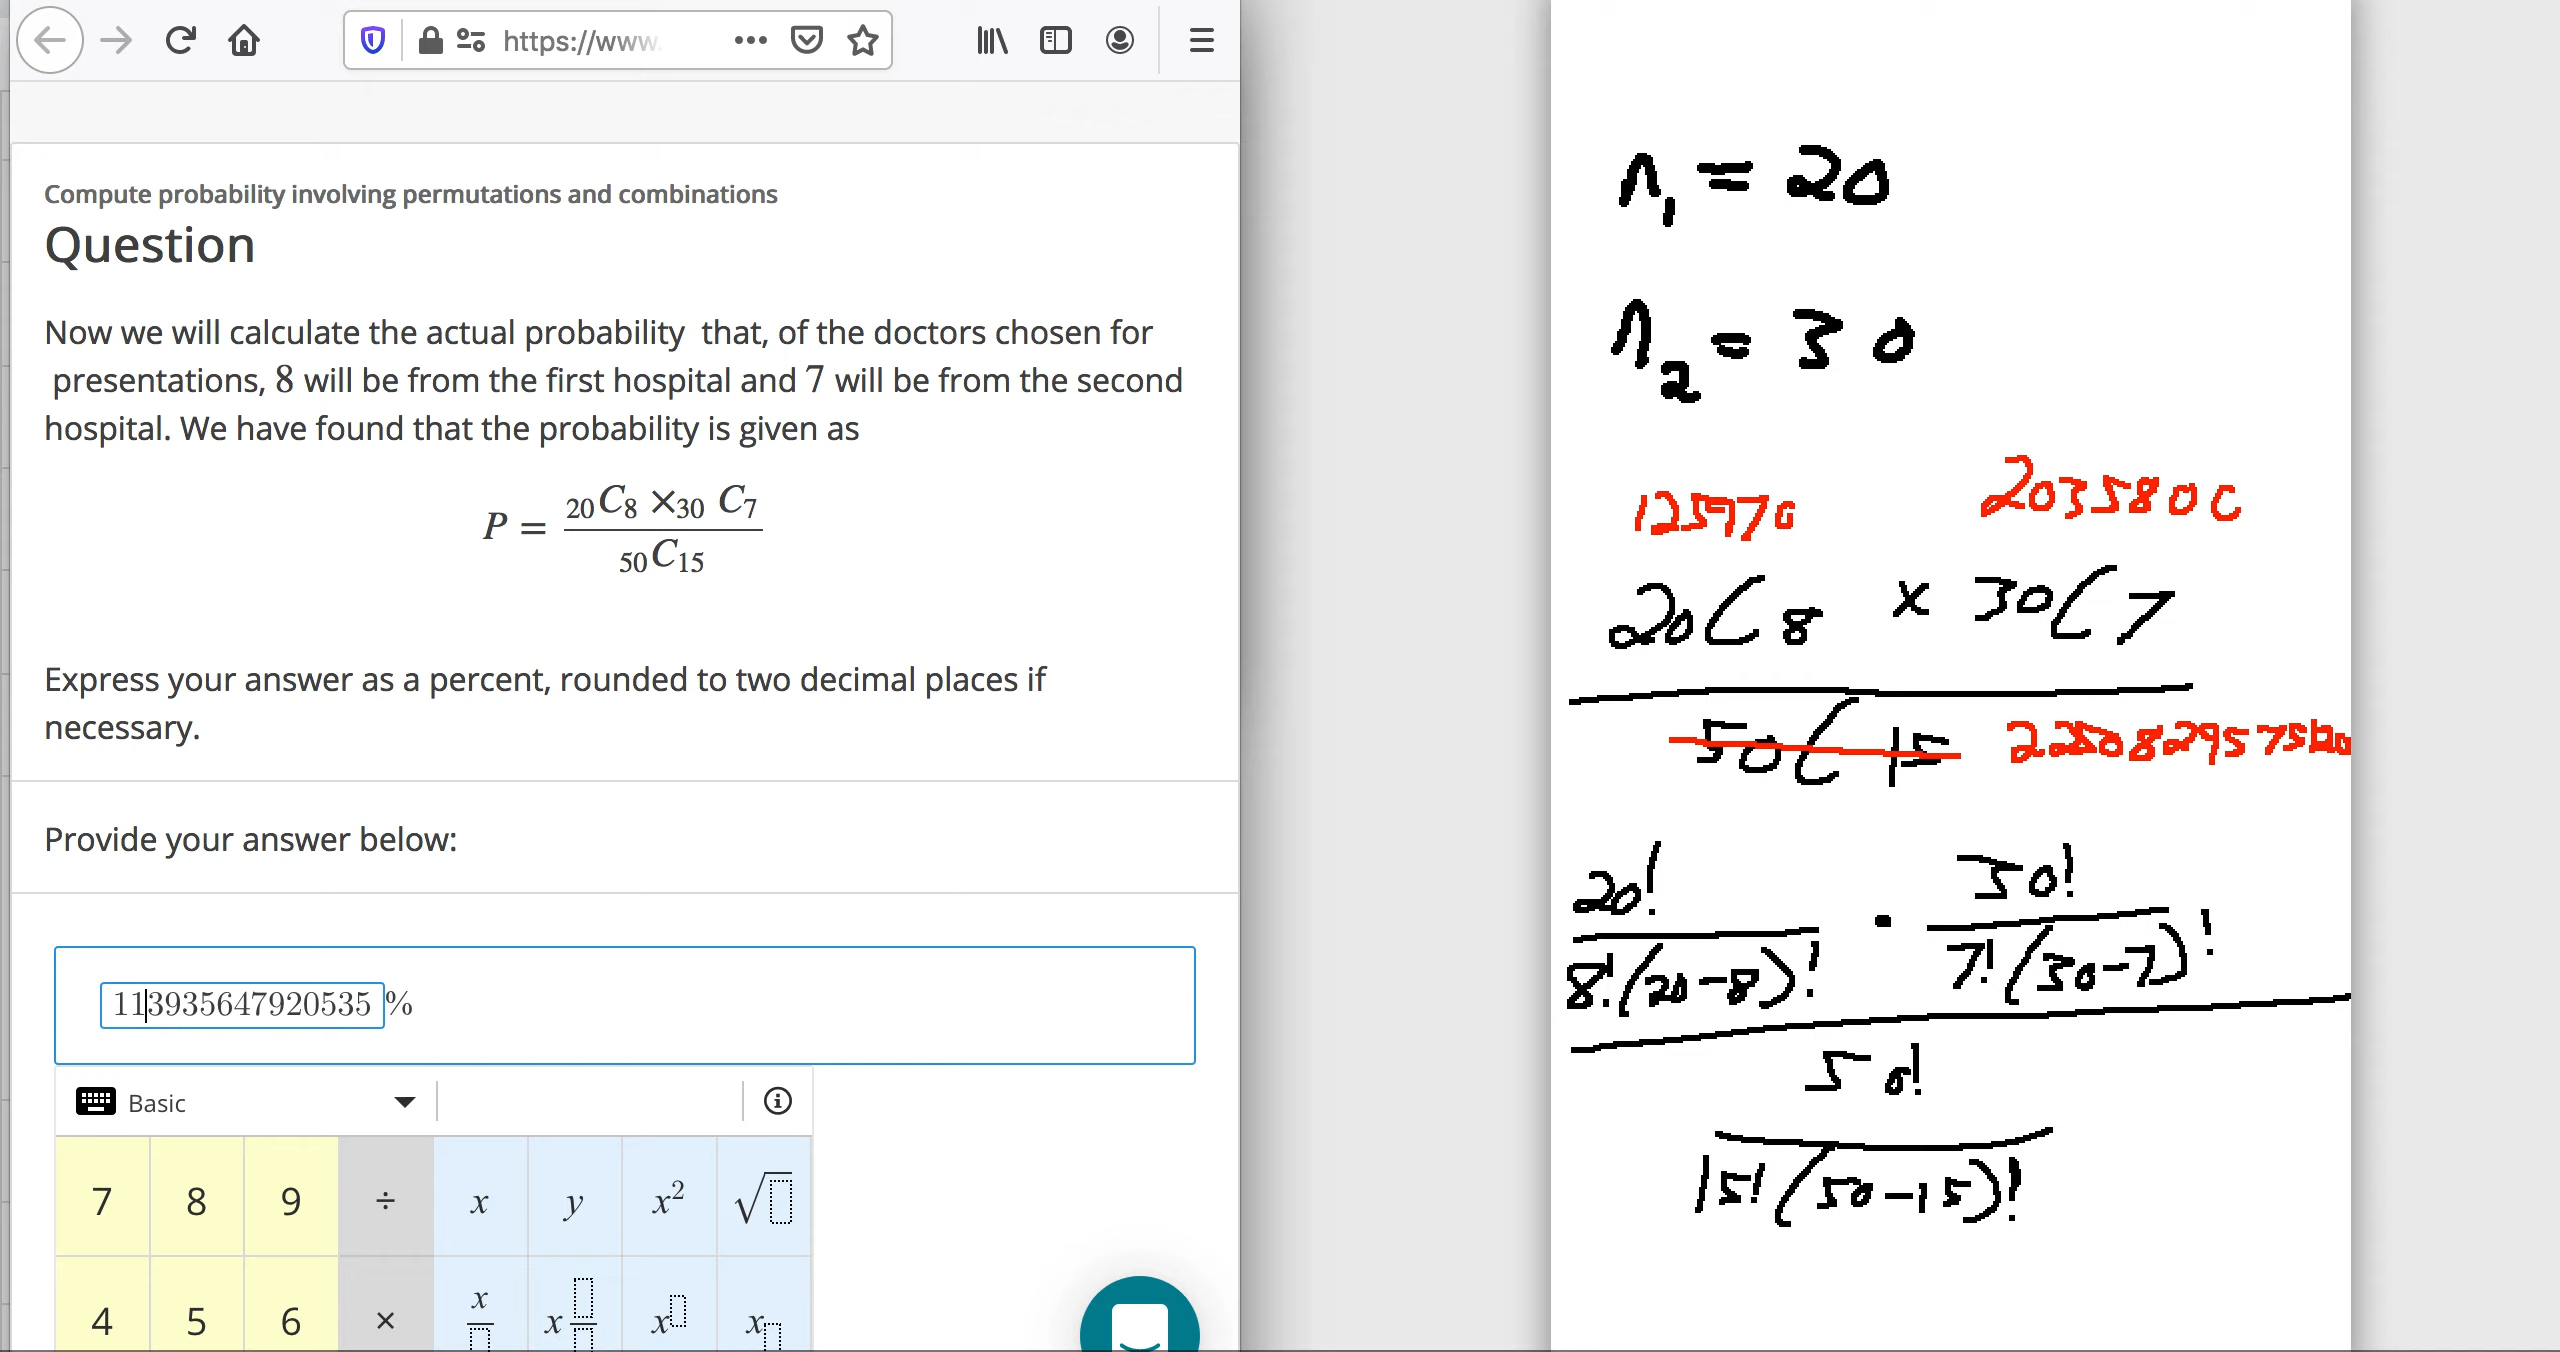 https://www.
Compute probability involving permutations and combinations
Question
Now we will calculate the actual probability that, of the doctors chosen for
presentations, 8 will be from the first hospital and 7 will be from the second
hospital. We have found that the probability is given as
P = 20C8 ×30 C7
50C15
Express your answer as a percent, rounded to two decimal places if
necessary.
Provide your answer below:
113935647920535 %
Basic
7 8 9 ÷ x y x² √
4 5 6 × x x x x
n1 = 20
n2 = 30
125970 203580C
20C8 × 30C7
50C15
20! · 30!
8!(20-8)! 7!(30-7)!
50!
15!(50-15)!